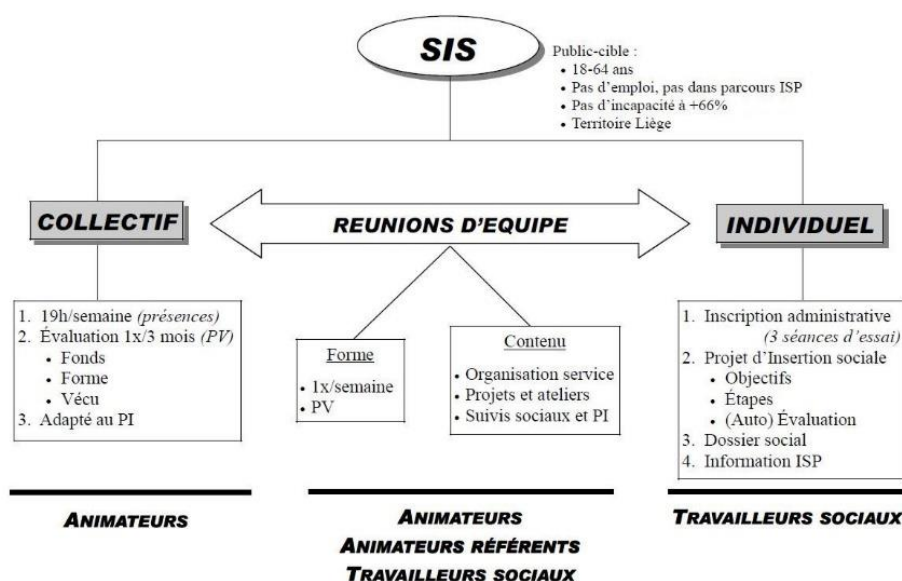 SIS
Public-cible :
• 18-64 ans
• Pas d'emploi, pas dans parcours ISP
• Pas d'incapacité à +66%
• Territoire Liège
COLLECTIF
REUNIONS D'EQUIPE
INDIVIDUEL
1. 19h/semaine (présences)
2. Évaluation 1x/3 mois (PV)
• Fonds
• Forme
• Vécu
3. Adapté au PI
Forme
• 1x/semaine
• PV
Contenu
• Organisation service
• Projets et ateliers
• Suivis sociaux et PI
1. Inscription administrative
(3 séances d'essai)
2. Projet d'Insertion sociale
• Objectifs
• Étapes
• (Auto) Évaluation
3. Dossier social
4. Information ISP
ANIMATEURS
ANIMATEURS
ANIMATEURS RÉFÉRENTS
TRAVAILLEURS SOCIAUX
TRAVAILLEURS SOCIAUX